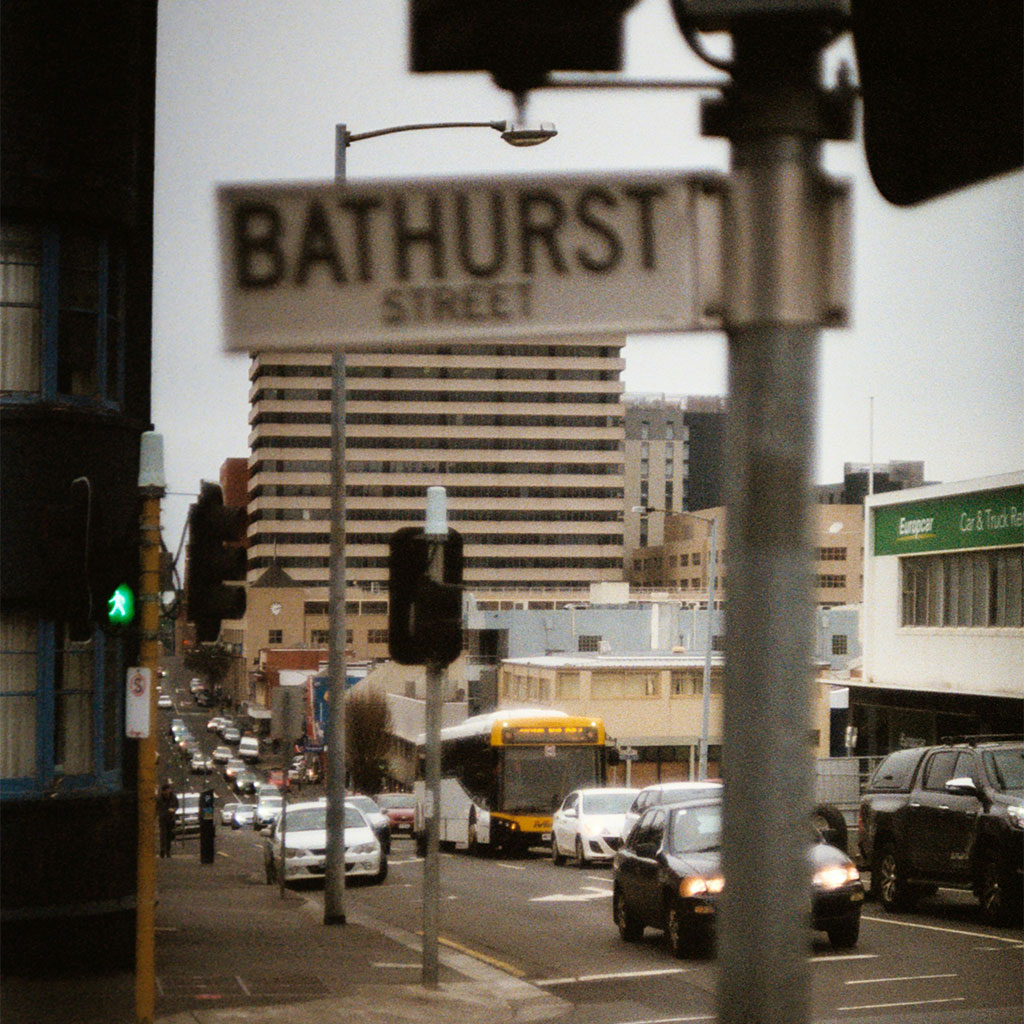 BATHURST
STREET
Europcar
Car & Truck Re
S